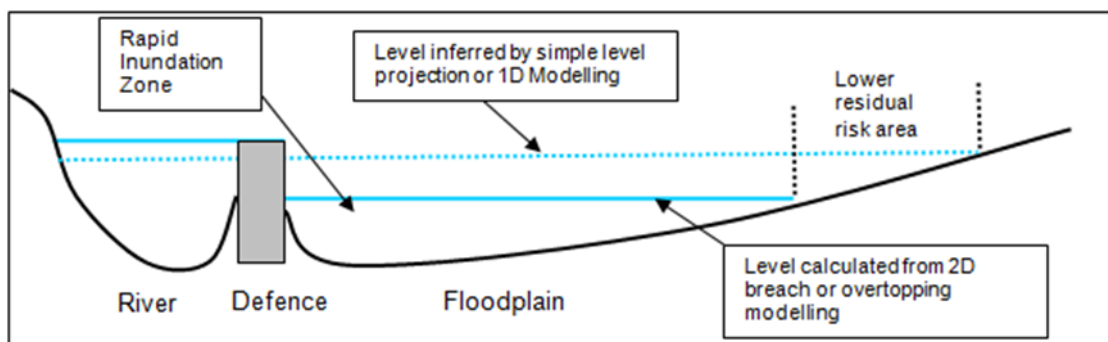 Rapid
Inundation
Zone
Level inferred by simple level
projection or 1D Modelling
Lower
residual
risk area
Level calculated from 2D
breach or overtopping
modelling
River
Defence
Floodplain